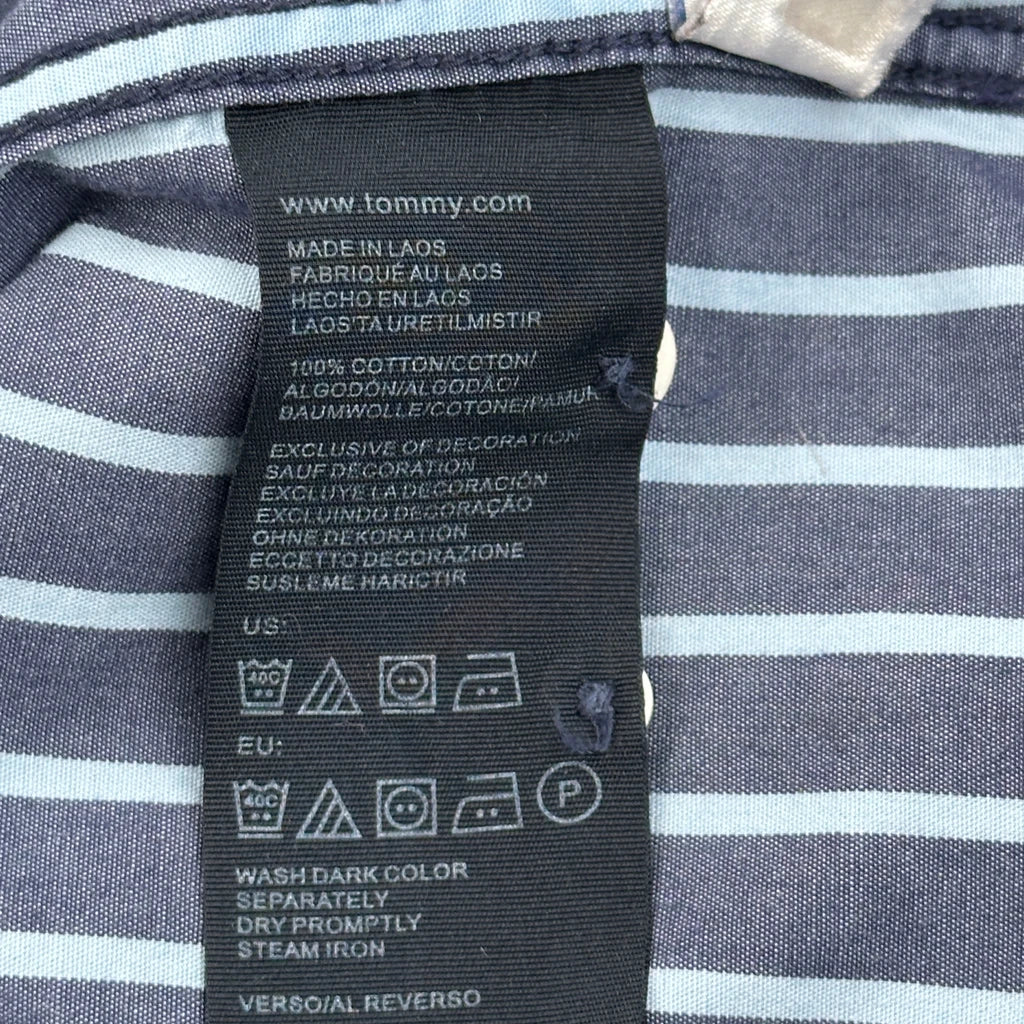 www.tommy.com
MADE IN LAOS
FABRIQUÉ AU LAOS
HECHO EN LAOS
LAOS'TA URETILMISTIR
100% COTTON/COTON/
ALGODÓN/ALGODÃO/
BAUMWOLLE/COTONE/PAMUK
EXCLUSIVE OF DECORATION
SAUF DÉCORATION
EXCLUYE LA DECORACIÓN
EXCLUINDO DECORAÇÃO
OHNE DEKORATION
ECCETTO DECORAZIONE
SUSLEME HARICTIR
US:
40C
EU:
40C P
WASH DARK COLOR
SEPARATELY
DRY PROMPTLY
STEAM IRON
VERSO/AL REVERSO